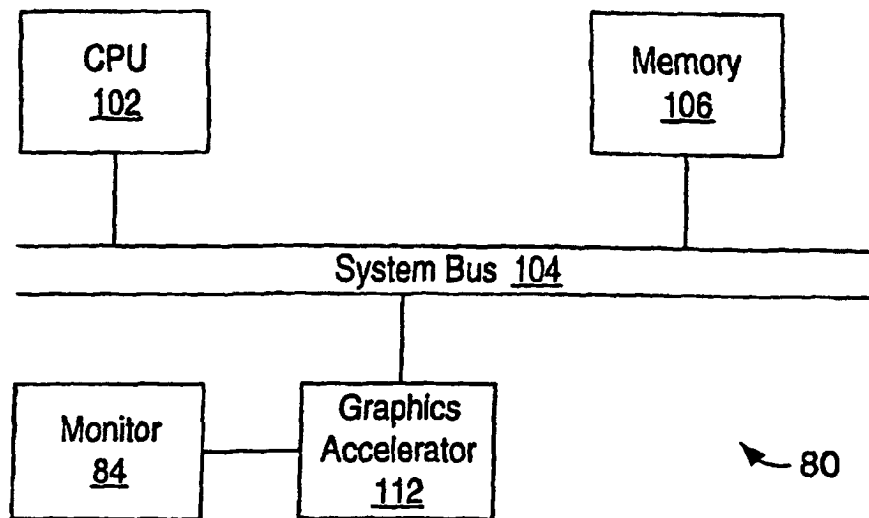 CPU
102
Memory
106
System Bus 104
Monitor
84
Graphics
Accelerator
112
80